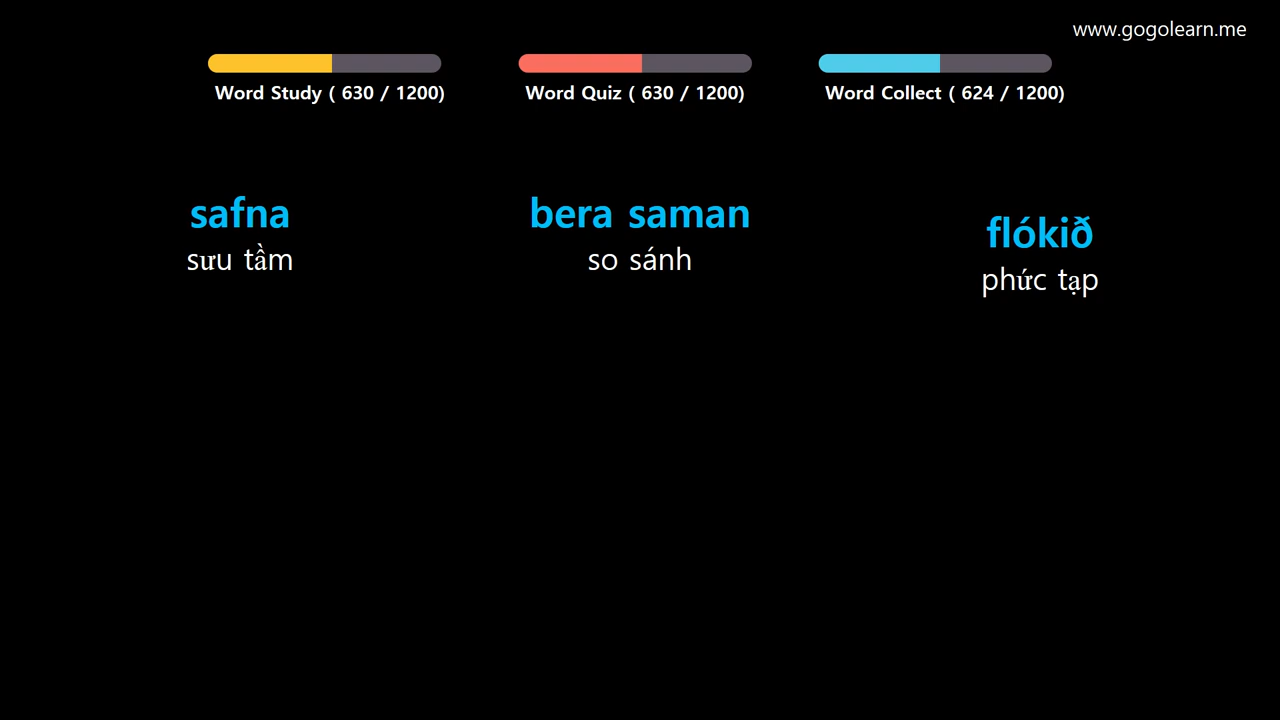 www.gogolearn.me
Word Study ( 630 / 1200)
Word Quiz ( 630 / 1200)
Word Collect ( 624 / 1200)
safna
sưu tầm
bera saman
so sánh
flókið
phức tạp